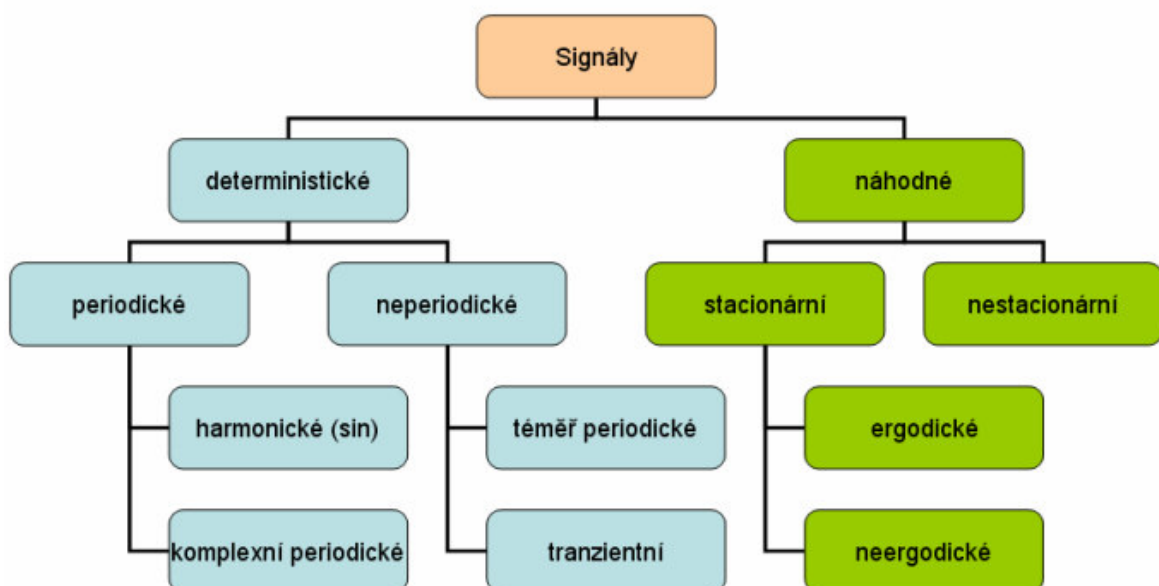 Signály
deterministické
náhodné
periodické
neperiodické
stacionární
nestacionární
harmonické (sin)
téměř periodické
ergodické
komplexní periodické
tranzientní
neergodické